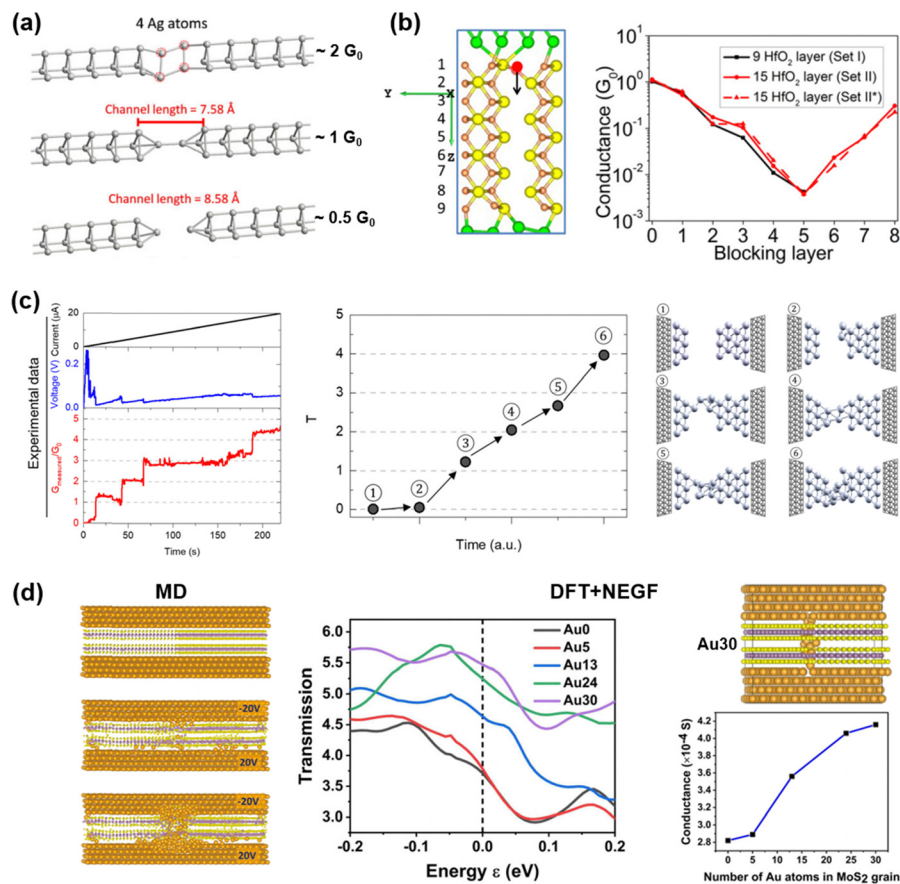 (a)
4 Ag atoms
~ 2 G₀
Channel length = 7.58 Å
~ 1 G₀
Channel length = 8.58 Å
~ 0.5 G₀
(b)
1
2
3
4
5
6
7
8
9
Y
X
Z
Conductance (G₀)
10¹
10⁰
10⁻¹
10⁻²
10⁻³
9 HfO₂ layer (Set I)
15 HfO₂ layer (Set II)
15 HfO₂ layer (Set II*)
0 1 2 3 4 5 6 7 8
Blocking layer
(c)
Experimental data
Current (µA)
20
0
Voltage (V)
0.2
0.0
G_measured/G₀
5
4
3
2
1
0
0 50 100 150 200
Time (s)
T
5
4
3
2
1
0
① ② ③ ④ ⑤ ⑥
Time (a.u.)
① ②
③ ④
⑤ ⑥
(d)
MD
-20V
20V
-20V
20V
DFT+NEGF
Transmission
6.0
5.5
5.0
4.5
4.0
3.5
3.0
Au0
Au5
Au13
Au24
Au30
-0.2 -0.1 0.0 0.1 0.2
Energy ε (eV)
Au30
Conductance (×10⁻⁴ S)
4.2
4.0
3.8
3.6
3.4
3.2
3.0
2.8
0 5 10 15 20 25 30
Number of Au atoms in MoS₂ grain